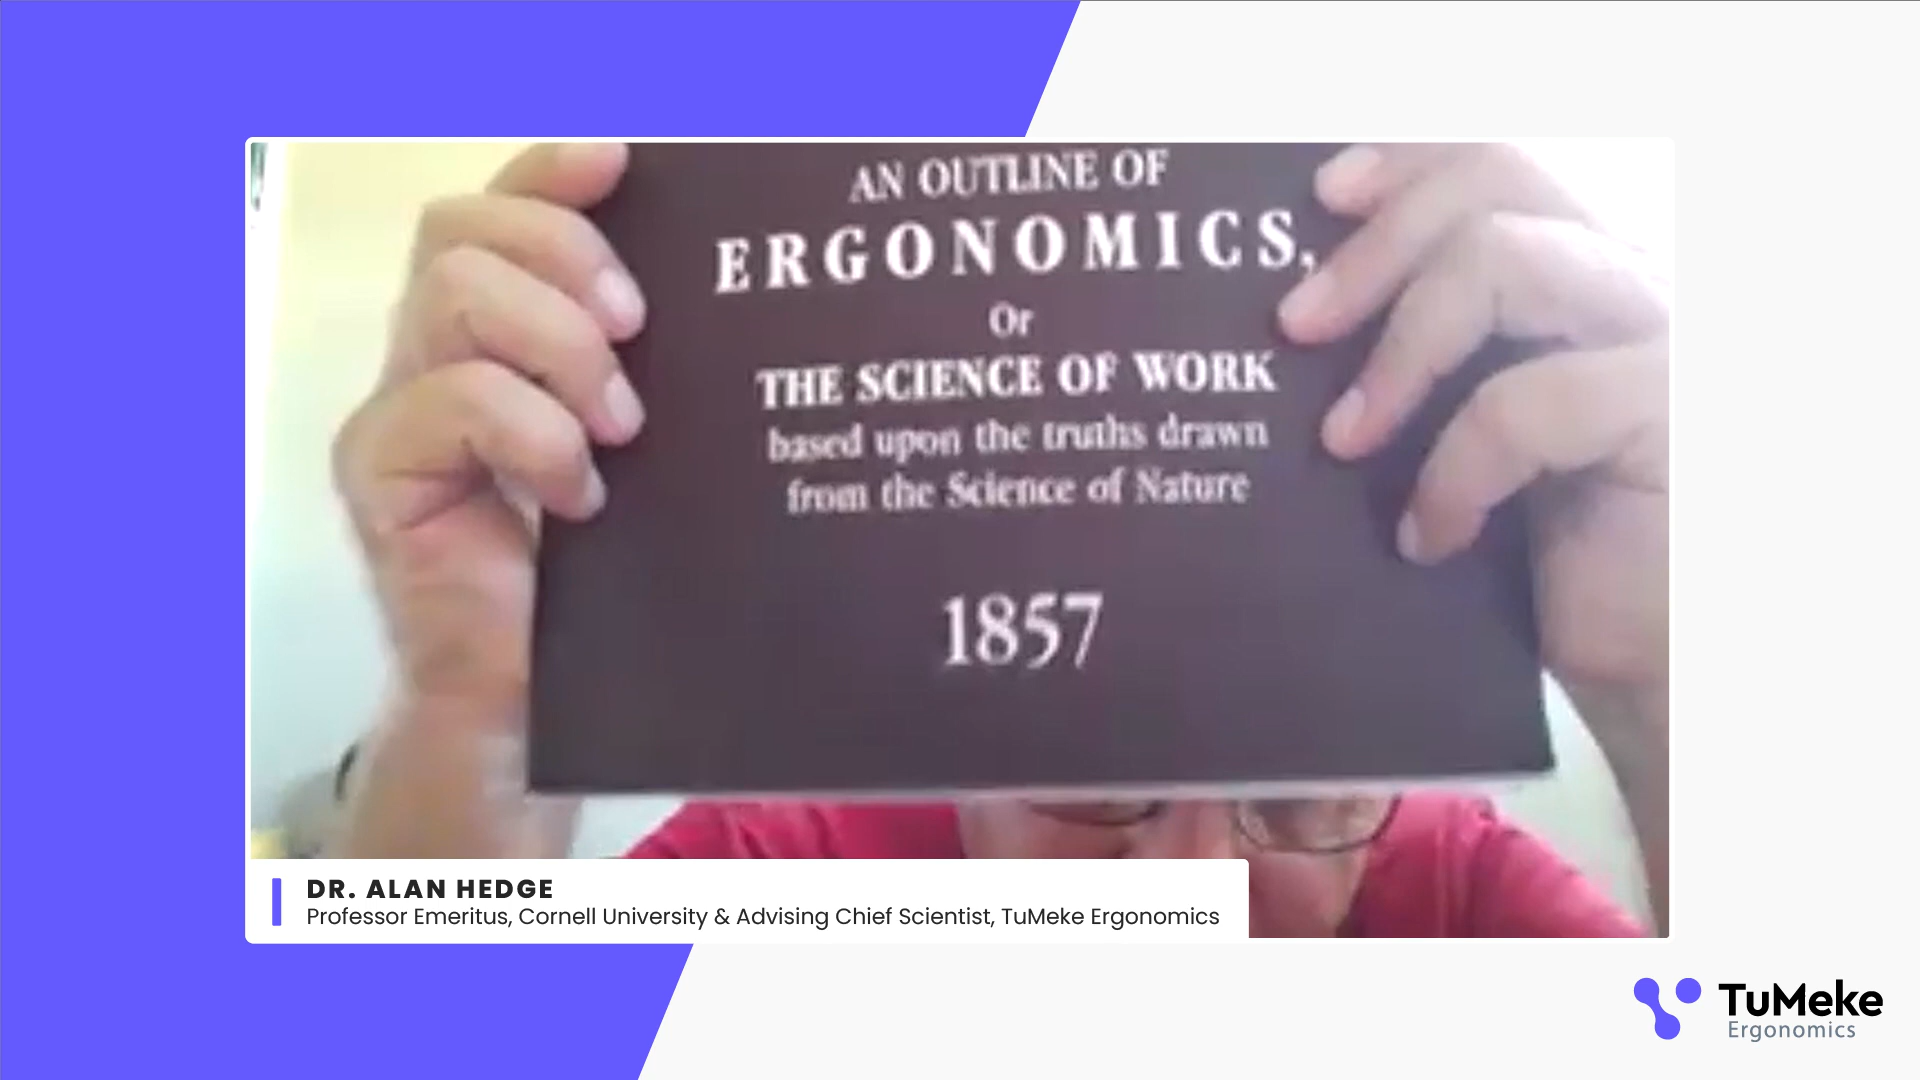 AN OUTLINE OF
ERGONOMICS,
Or
THE SCIENCE OF WORK
based upon the truths drawn
from the Science of Nature
1857
DR. ALAN HEDGE
Professor Emeritus, Cornell University & Advising Chief Scientist, TuMeke Ergonomics
TuMeke
Ergonomics